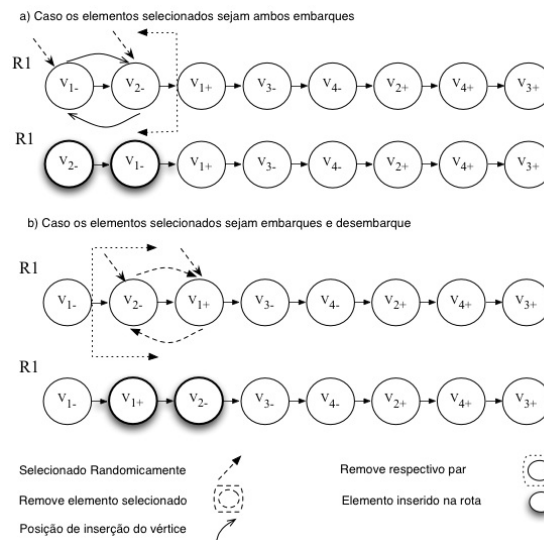 a) Caso os elementos selecionados sejam ambos embarques
R1
V1- V2- V1+ V3- V4- V2+ V4+ V3+
R1
V2- V1- V1+ V3- V4- V2+ V4+ V3+
b) Caso os elementos selecionados sejam embarques e desembarque
R1
V1- V2- V1+ V3- V4- V2+ V4+ V3+
R1
V1- V1+ V2- V3- V4- V2+ V4+ V3+
Selecionado Randomicamente Remove respectivo par
Remove elemento selecionado Elemento inserido na rota
Posição de inserção do vértice